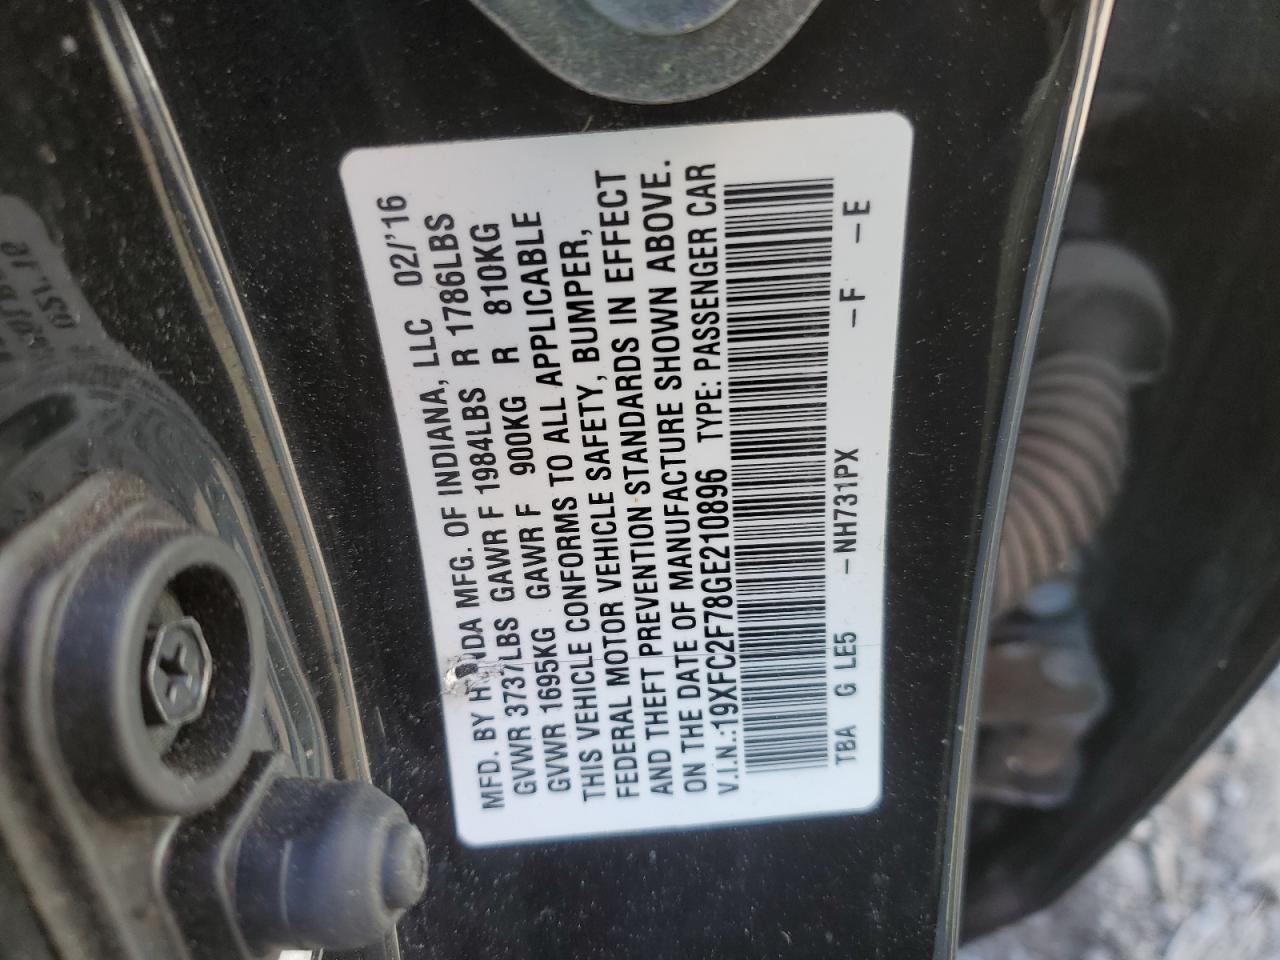 MFD. BY H NDA MFG. OF INDIANA, LLC 02/'16
GVWR 3737LBS GAWR F 1984LBS R 1786LBS
GVWR 1695KG GAWR F 900KG R 810KG
THIS VEHICLE CONFORMS TO ALL APPLICABLE
FEDERAL MOTOR VEHICLE SAFETY, BUMPER,
AND THEFT PREVENTION STANDARDS IN EFFECT
ON THE DATE OF MANUFACTURE SHOWN ABOVE.
V.I.N.:19XFC2F78GE210896 TYPE: PASSENGER CAR
TBA G LE5 -NH731PX -F -E